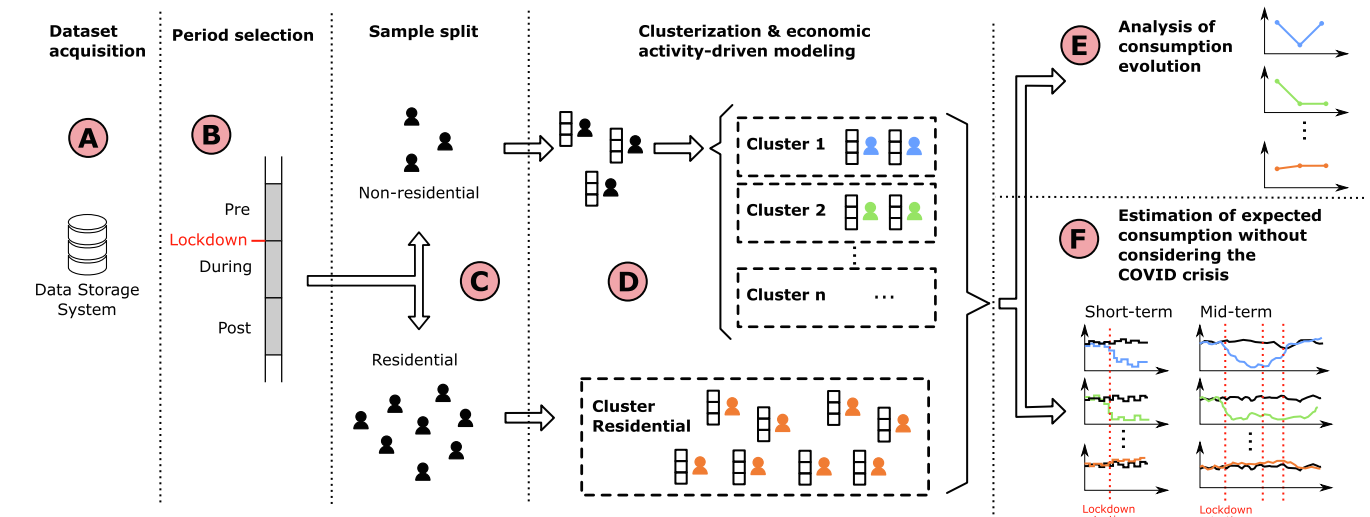 Dataset
acquisition
A
Data Storage
System
Period selection
B
Pre
Lockdown
During
Post
Sample split
Non-residential
C
Residential
Clusterization & economic
activity-driven modeling
D
Cluster 1
Cluster 2
Cluster n ...
Cluster
Residential
E
Analysis of
consumption
evolution
F
Estimation of expected
consumption without
considering the
COVID crisis
Short-term
Mid-term
Lockdown
Lockdown